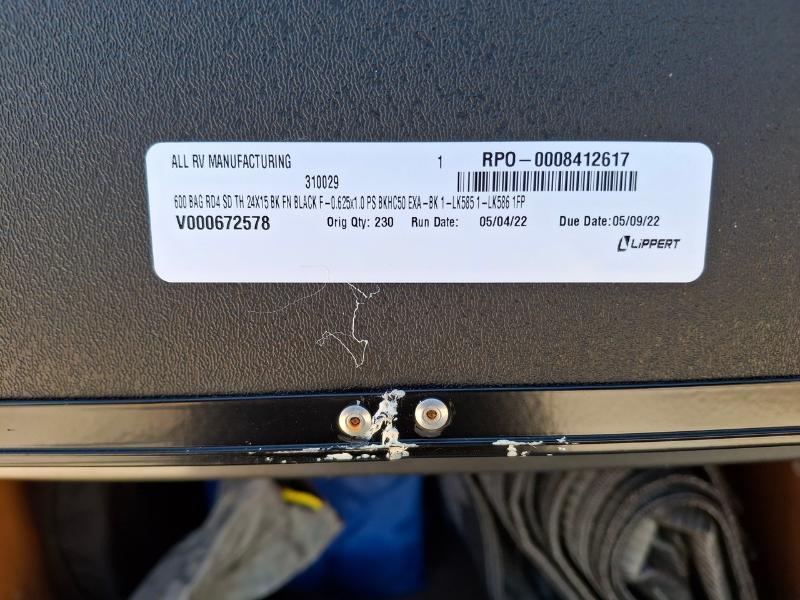 ALL RV MANUFACTURING 1 RPO-0008412617
310029
600 BAG RD4 SD TH 24X15 BK FN BLACK F-0.625x1.0 PS BKHC50 EXA-BK 1-LK585 1-LK586 1FP
V000672578 Orig Qty: 230 Run Date: 05/04/22 Due Date:05/09/22
LIPPERT